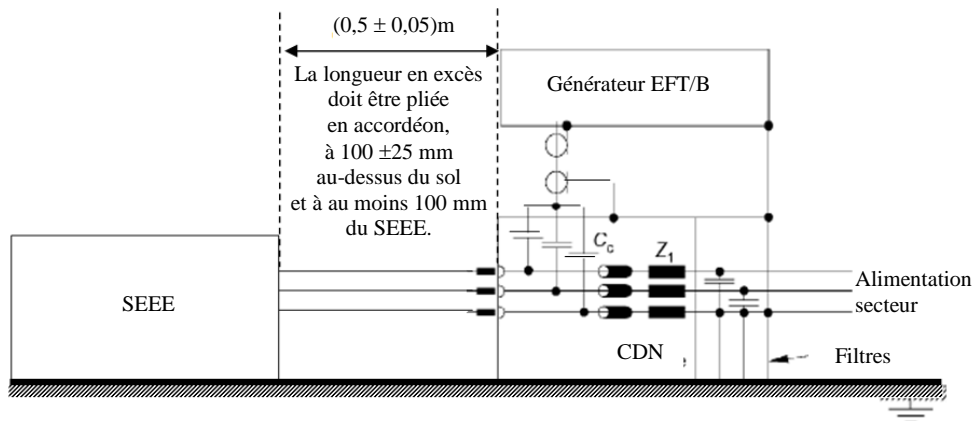 (0,5 ± 0,05)m
La longueur en excès
doit être pliée
en accordéon,
à 100 ±25 mm
au-dessus du sol
et à au moins 100 mm
du SEEE.
Générateur EFT/B
Cc
Z1
SEEE
Alimentation
secteur
CDN
Filtres